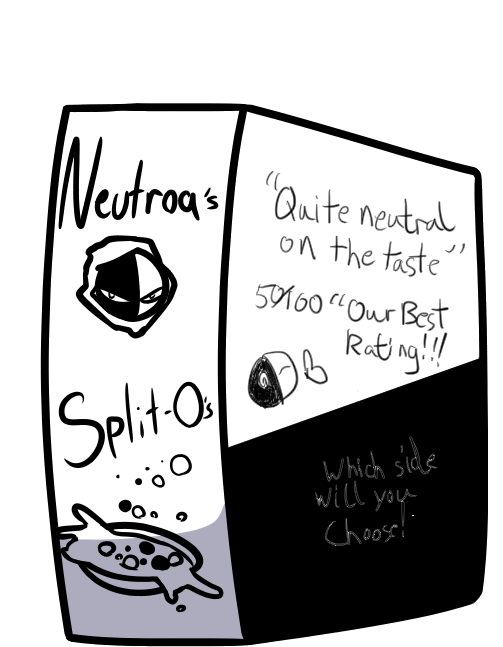 Neutroa's
Split-O's
"Quite neutral
on the taste"
50/100 "Our Best
Rating!!!
Which side
will you
Choose!